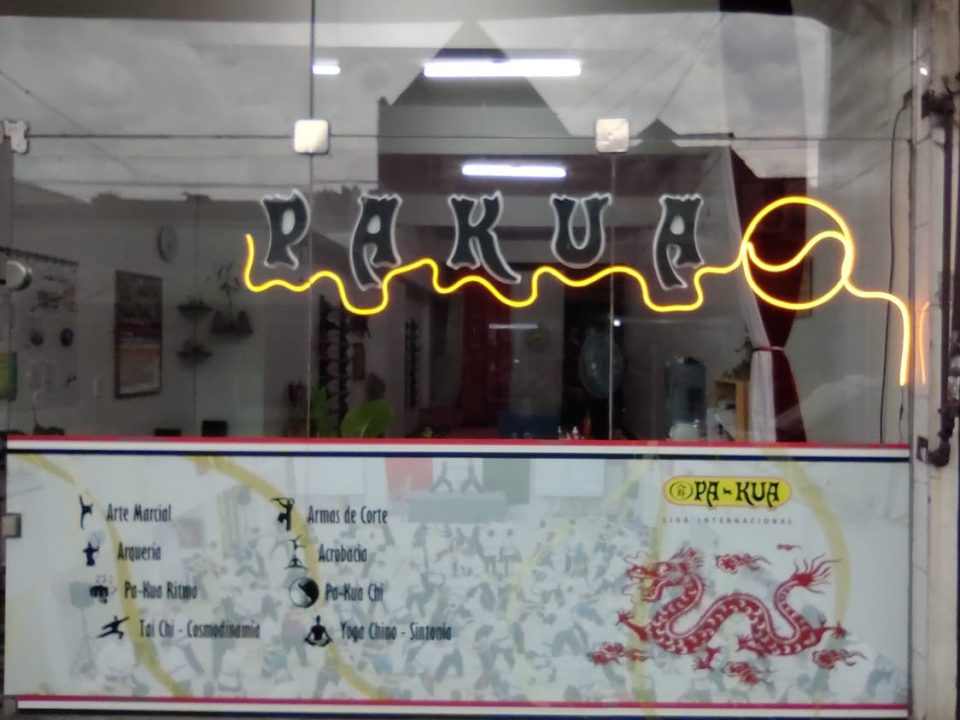 PAKUA
PA-KUA
LIGA INTERNACIONAL
Arte Marcial
Arquería
Pa-Kua Ritmo
Tai Chi - Cosmodinamia
Armas de Corte
Acrobacia
Pa-Kua Chi
Yoga Chino - Sintonía